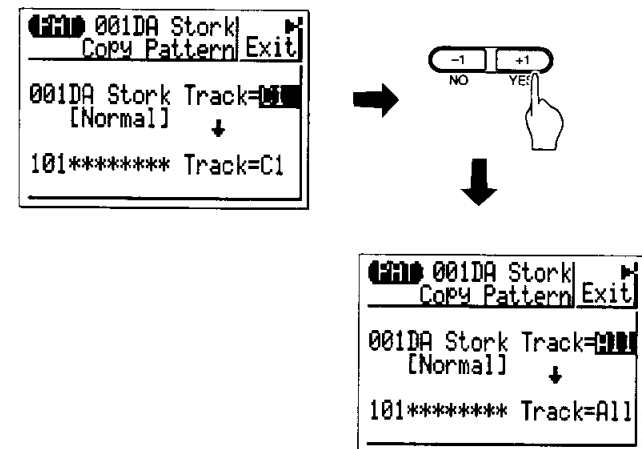 PAT 001DA Stork
Copy Pattern Exit
001DA Stork Track=C1
[Normal]
101******** Track=C1
-1 +1
NO YES
PAT 001DA Stork
Copy Pattern Exit
001DA Stork Track=All
[Normal]
101******** Track=All